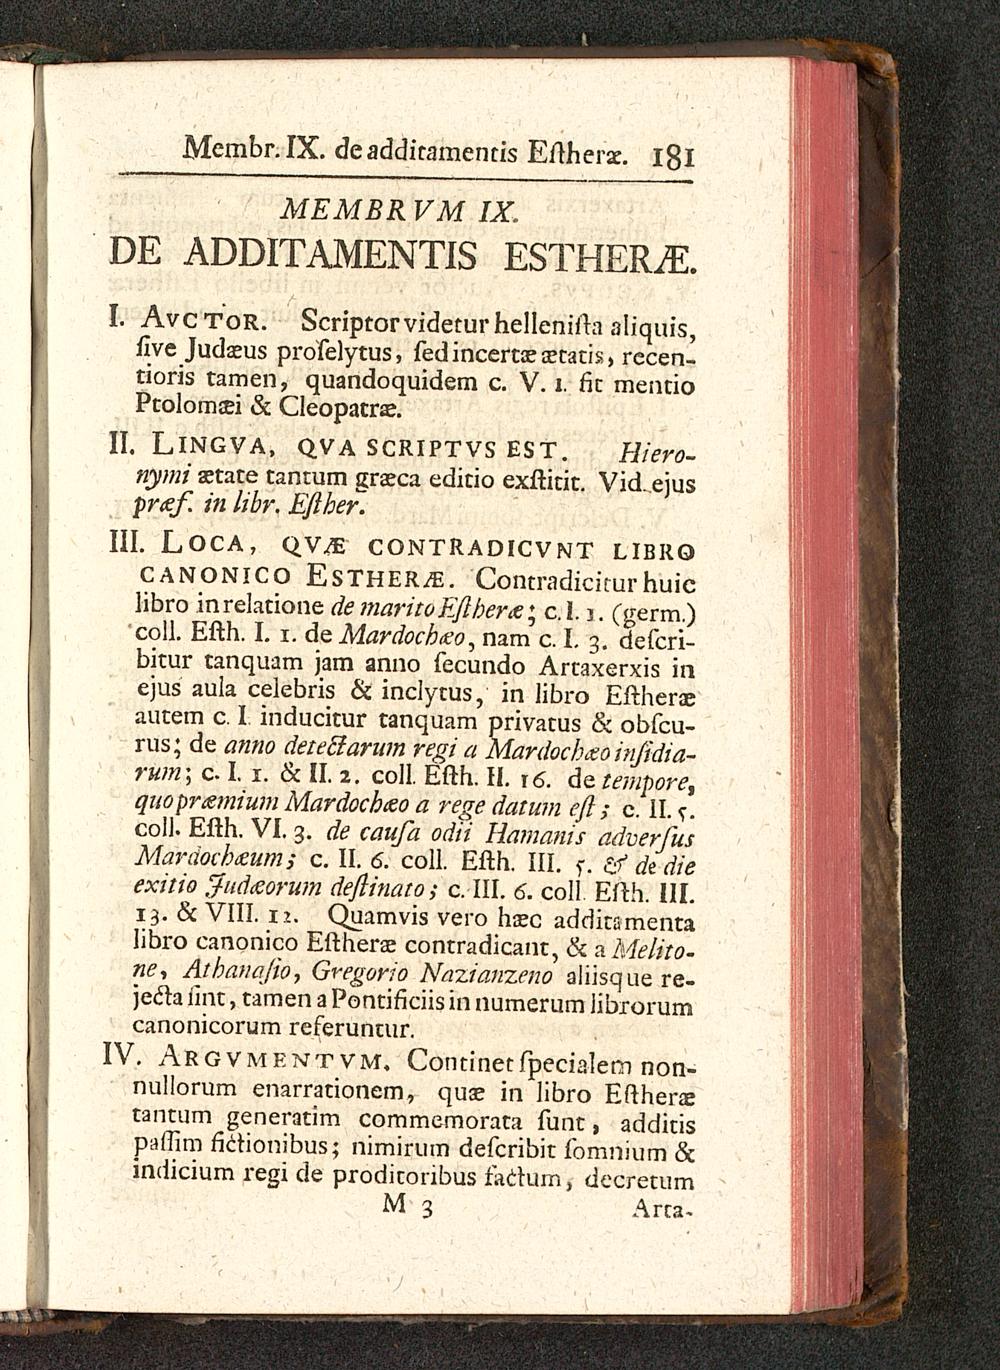 Membr. IX. de additamentis Eſtheræ. 181
MEMBRVM IX.
DE ADDITAMENTIS ESTHERÆ.
I. AVCTOR. Scriptor videtur helleniſta aliquis,
ſive Judæus proſelytus, ſed incertæ ætatis, recen-
tioris tamen, quandoquidem c. V. 1. fit mentio
Ptolomæi & Cleopatræ.
II. LINGVA, QVA SCRIPTVS EST. Hiero-
nymi ætate tantum græca editio exſtitit. Vid. ejus
præf. in libr. Eſther.
III. LOCA, QVÆ CONTRADICVNT LIBRO
CANONICO ESTHERÆ. Contradicitur huic
libro in relatione de marito Eſtheræ; c. I. 1. (germ.)
coll. Eſth. I. 1. de Mardochæo, nam c. I. 3. deſcri-
bitur tanquam jam anno ſecundo Artaxerxis in
ejus aula celebris & inclytus, in libro Eſtheræ
autem c. I. inducitur tanquam privatus & obſcu-
rus; de anno detectarum regi a Mardochæo inſidia-
rum; c. I. 1. & II. 2. coll. Eſth. II. 16. de tempore,
quo præmium Mardochæo a rege datum eſt; c. II. 5.
coll. Eſth. VI. 3. de cauſa odii Hamanis adverſus
Mardochæum; c. II. 6. coll. Eſth. III. 5. & de die
exitio Judæorum deſtinato; c. III. 6. coll. Eſth. III.
13. & VIII. 12. Quamvis vero hæc additamenta
libro canonico Eſtheræ contradicant, & a Melito-
ne, Athanaſio, Gregorio Nazianzeno aliisque re-
jecta ſint, tamen a Pontificiis in numerum librorum
canonicorum referuntur.
IV. ARGVMENTVM. Continet ſpecialem non-
nullorum enarrationem, quæ in libro Eſtheræ
tantum generatim commemorata ſunt, additis
paſſim fictionibus; nimirum deſcribit ſomnium &
indicium regi de proditoribus factum, decretum
M 3 Arta-